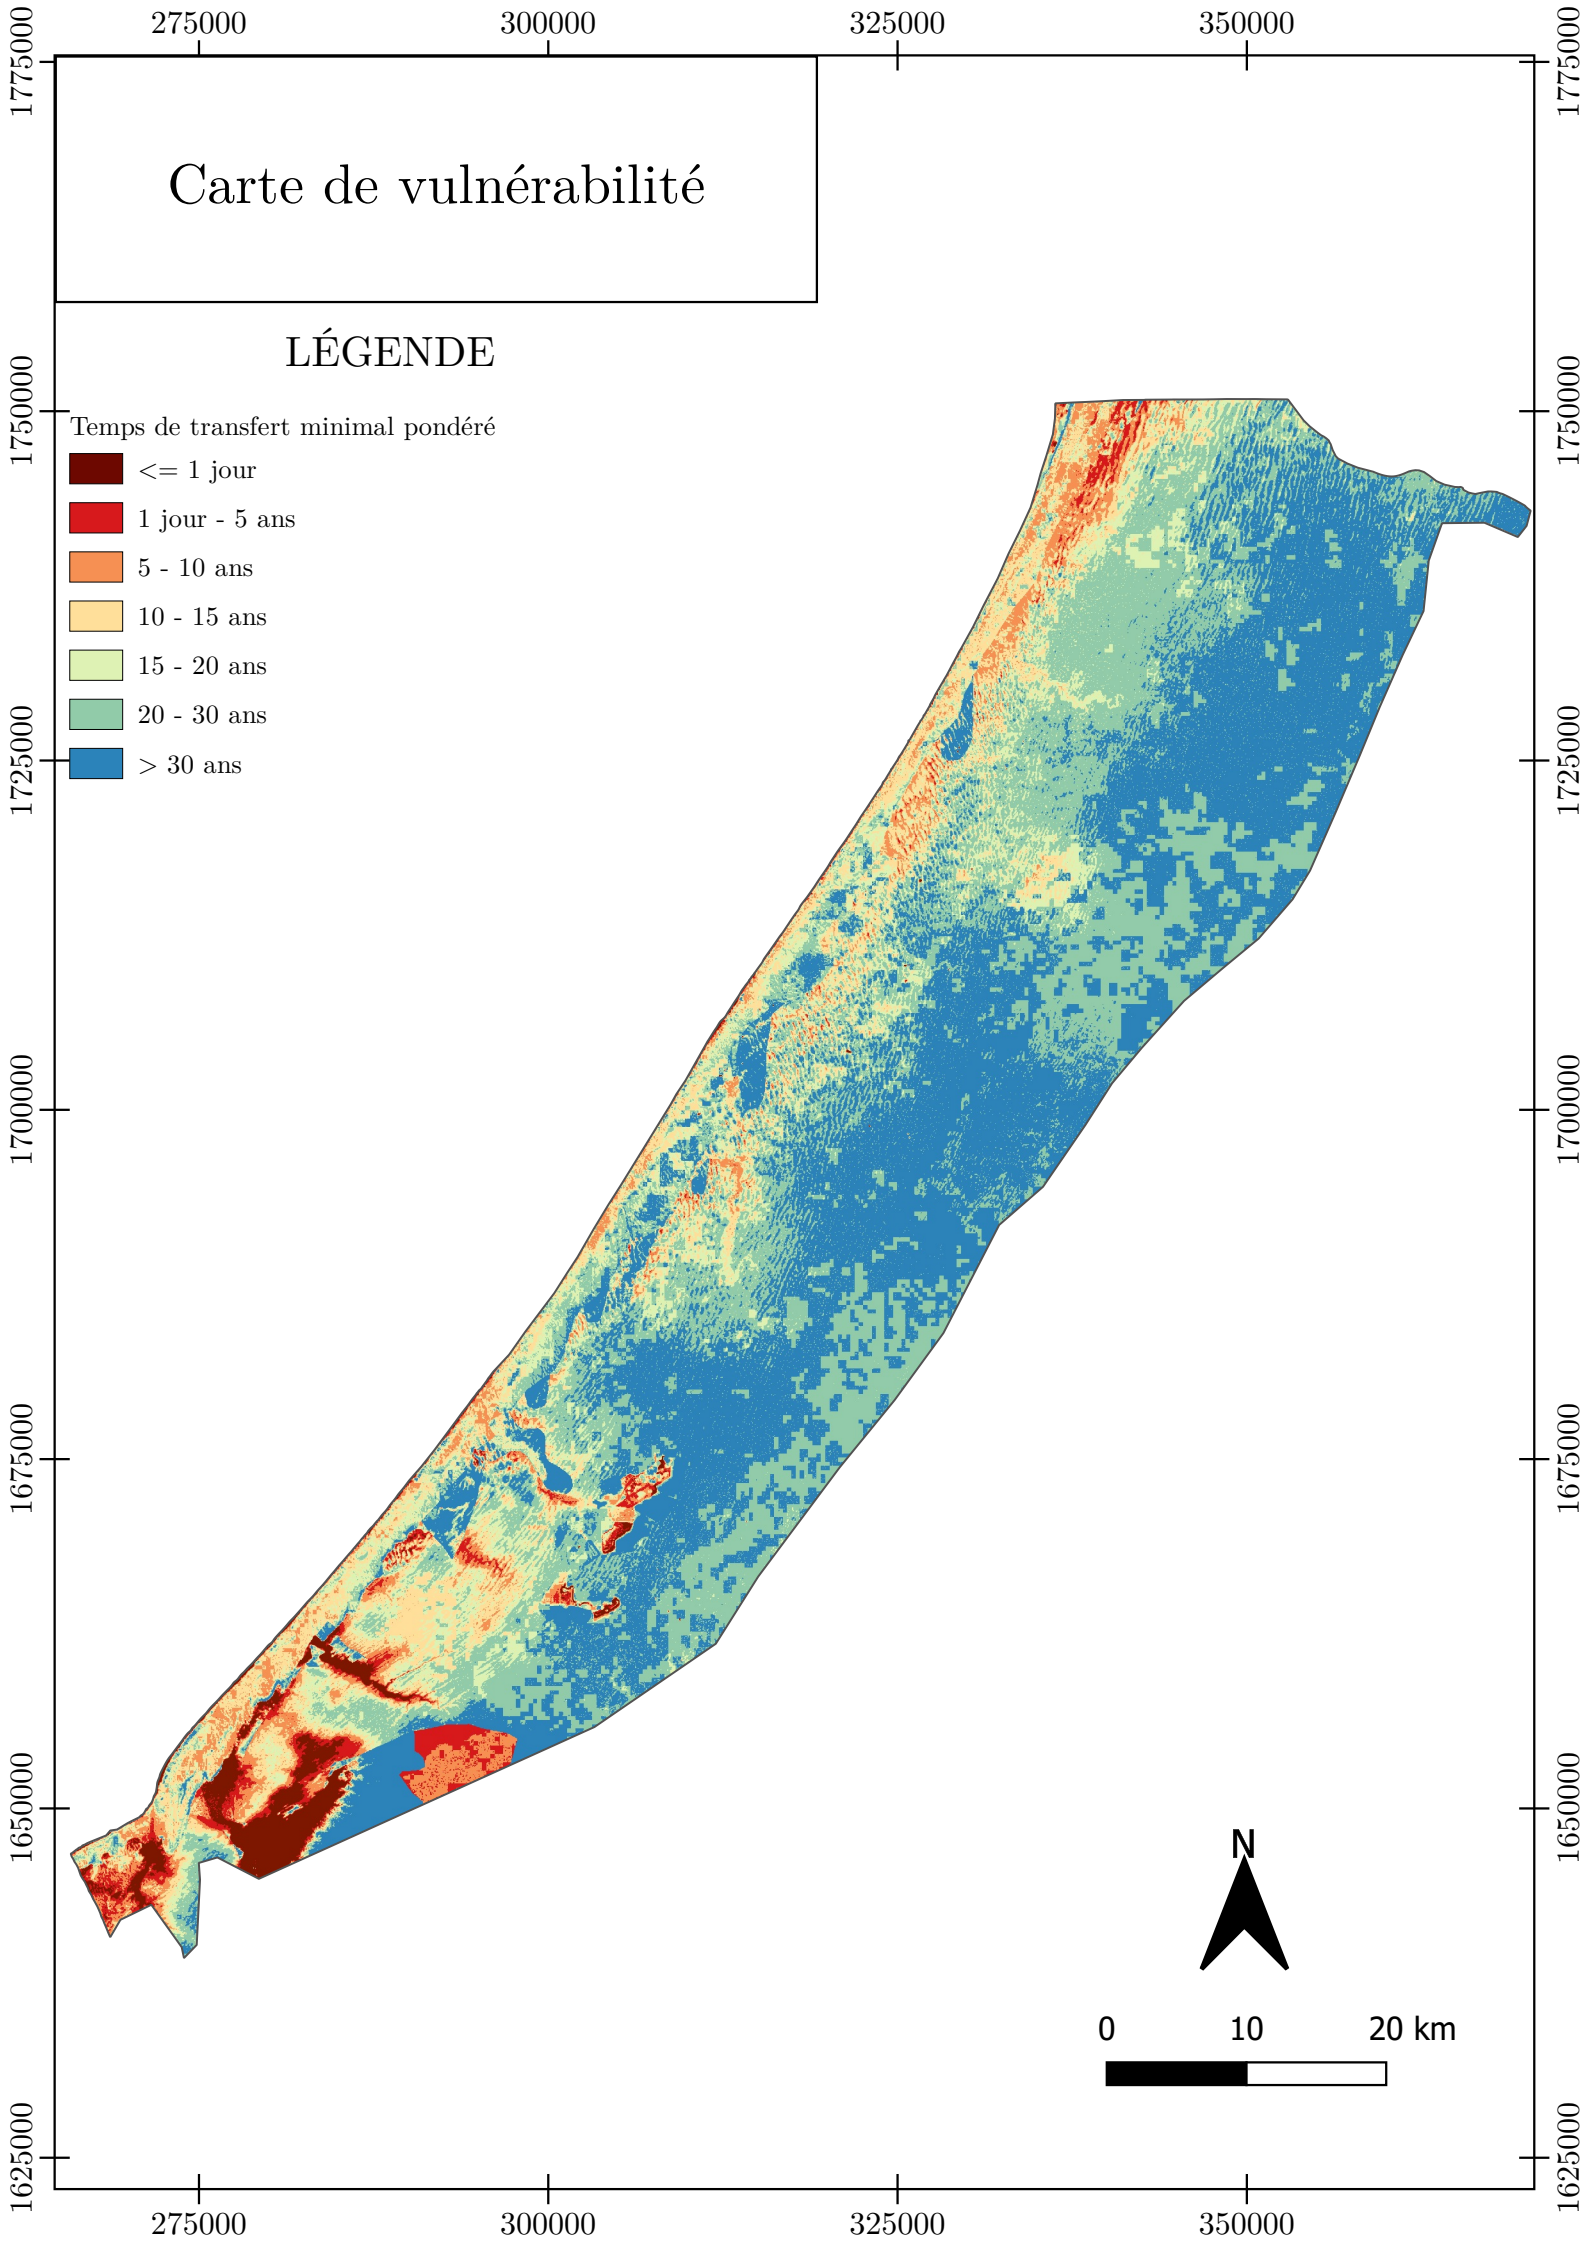 275000 300000 325000 350000
1775000 1775000
Carte de vulnérabilité
LÉGENDE
1750000 1750000
Temps de transfert minimal pondéré
<= 1 jour
1 jour - 5 ans
5 - 10 ans
10 - 15 ans
15 - 20 ans
20 - 30 ans
> 30 ans
1725000 1725000
1700000 1700000
1675000 1675000
1650000 1650000
N
0 10 20 km
1625000 1625000
275000 300000 325000 350000